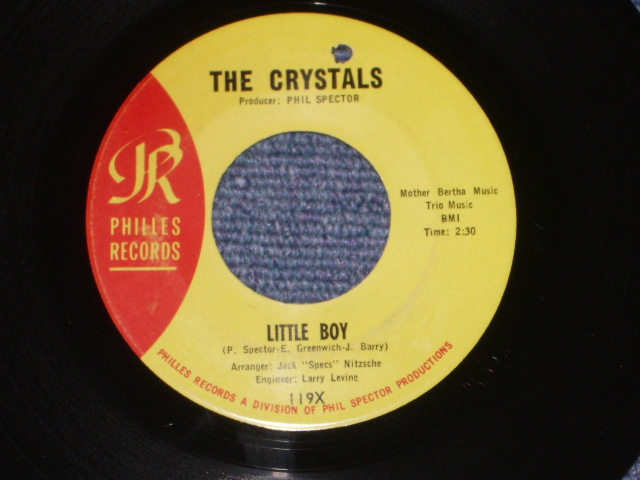 THE CRYSTALS
Producer: PHIL SPECTOR
PR
PHILLES
RECORDS
Mother Bertha Music
Trio Music
BMI
Time: 2:30
LITTLE BOY
(P. Spector-E. Greenwich-J. Barry)
Arranger: Jack "Specs" Nitzsche
Engineer: Larry Levine
119X
PHILLES RECORDS A DIVISION OF PHIL SPECTOR PRODUCTIONS